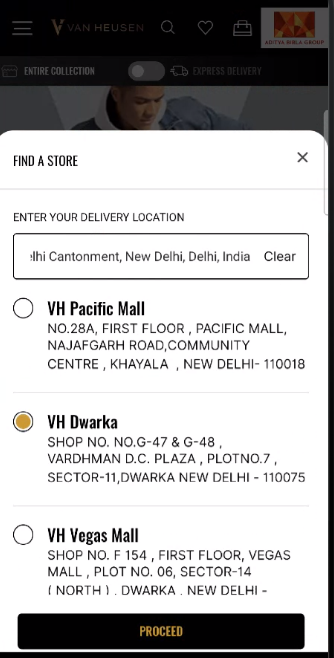 VAN HEUSEN
ADITYA BIRLA GROUP
ENTIRE COLLECTION
EXPRESS DELIVERY
FIND A STORE
ENTER YOUR DELIVERY LOCATION
lhi Cantonment, New Delhi, Delhi, India Clear
VH Pacific Mall
NO.28A, FIRST FLOOR , PACIFIC MALL,
NAJAFGARH ROAD,COMMUNITY
CENTRE , KHAYALA , NEW DELHI- 110018
VH Dwarka
SHOP NO. NO.G-47 & G-48 ,
VARDHMAN D.C. PLAZA , PLOTNO.7 ,
SECTOR-11,DWARKA NEW DELHI - 110075
VH Vegas Mall
SHOP NO. F 154 , FIRST FLOOR, VEGAS
MALL , PLOT NO. 06, SECTOR-14
( NORTH ) , DWARKA , NEW DELHI -
PROCEED